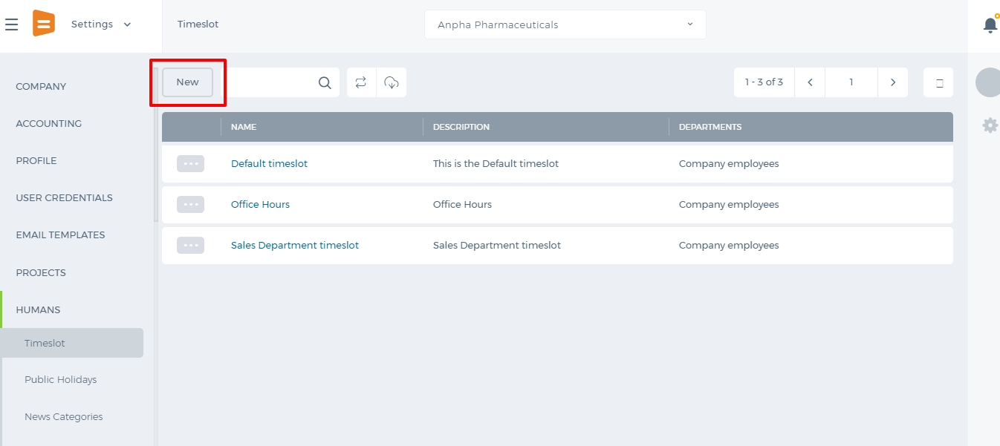 Settings
Timeslot
Anpha Pharmaceuticals
COMPANY
ACCOUNTING
PROFILE
USER CREDENTIALS
EMAIL TEMPLATES
PROJECTS
HUMANS
Timeslot
Public Holidays
News Categories
New
1 - 3 of 3
1
NAME DESCRIPTION DEPARTMENTS
Default timeslot This is the Default timeslot Company employees
Office Hours Office Hours Company employees
Sales Department timeslot Sales Department timeslot Company employees